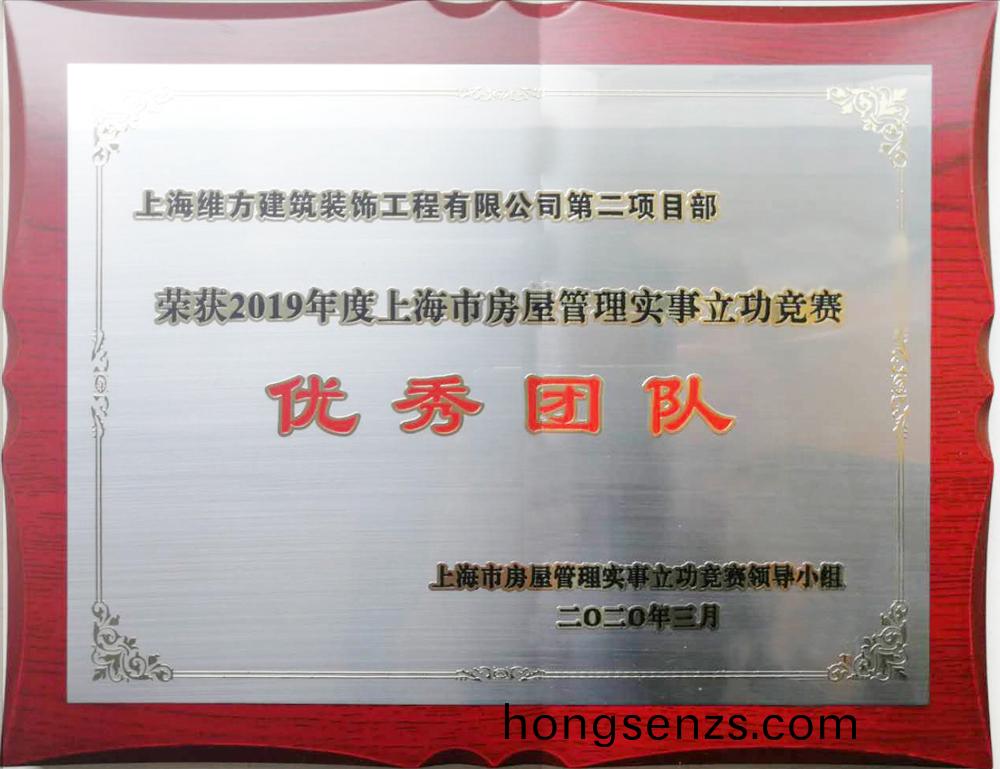 上海维方建筑装饰工程有限公司第二项目部
荣获2019年度上海市房屋管理实事立功竞赛
优秀团队
上海市房屋管理实事立功竞赛领导小组
二〇二〇年三月
hongsenzs.com